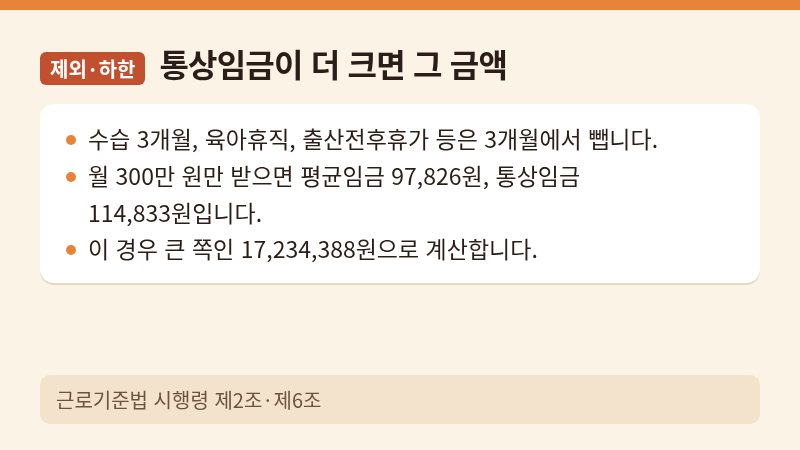 제외·하한
통상임금이 더 크면 그 금액
수습 3개월, 육아휴직, 출산전후휴가 등은 3개월에서 뺍니다.
월 300만 원만 받으면 평균임금 97,826원, 통상임금
114,833원입니다.
이 경우 큰 쪽인 17,234,388원으로 계산합니다.
근로기준법 시행령 제2조·제6조